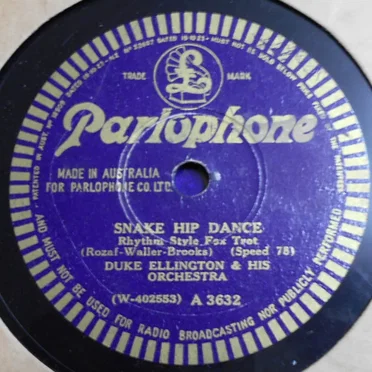 TRADE MARK
Parlophone
MADE IN AUSTRALIA
FOR PARLOPHONE CO. LTD.
SNAKE HIP DANCE
Rhythm Style Fox Trot
(Rozaf-Waller-Brooks) (Speed 78)
DUKE ELLINGTON & HIS
ORCHESTRA
(W-402553) A 3632
AND MUST NOT BE USED FOR RADIO BROADCASTING NOR PUBLICLY PERFORMED